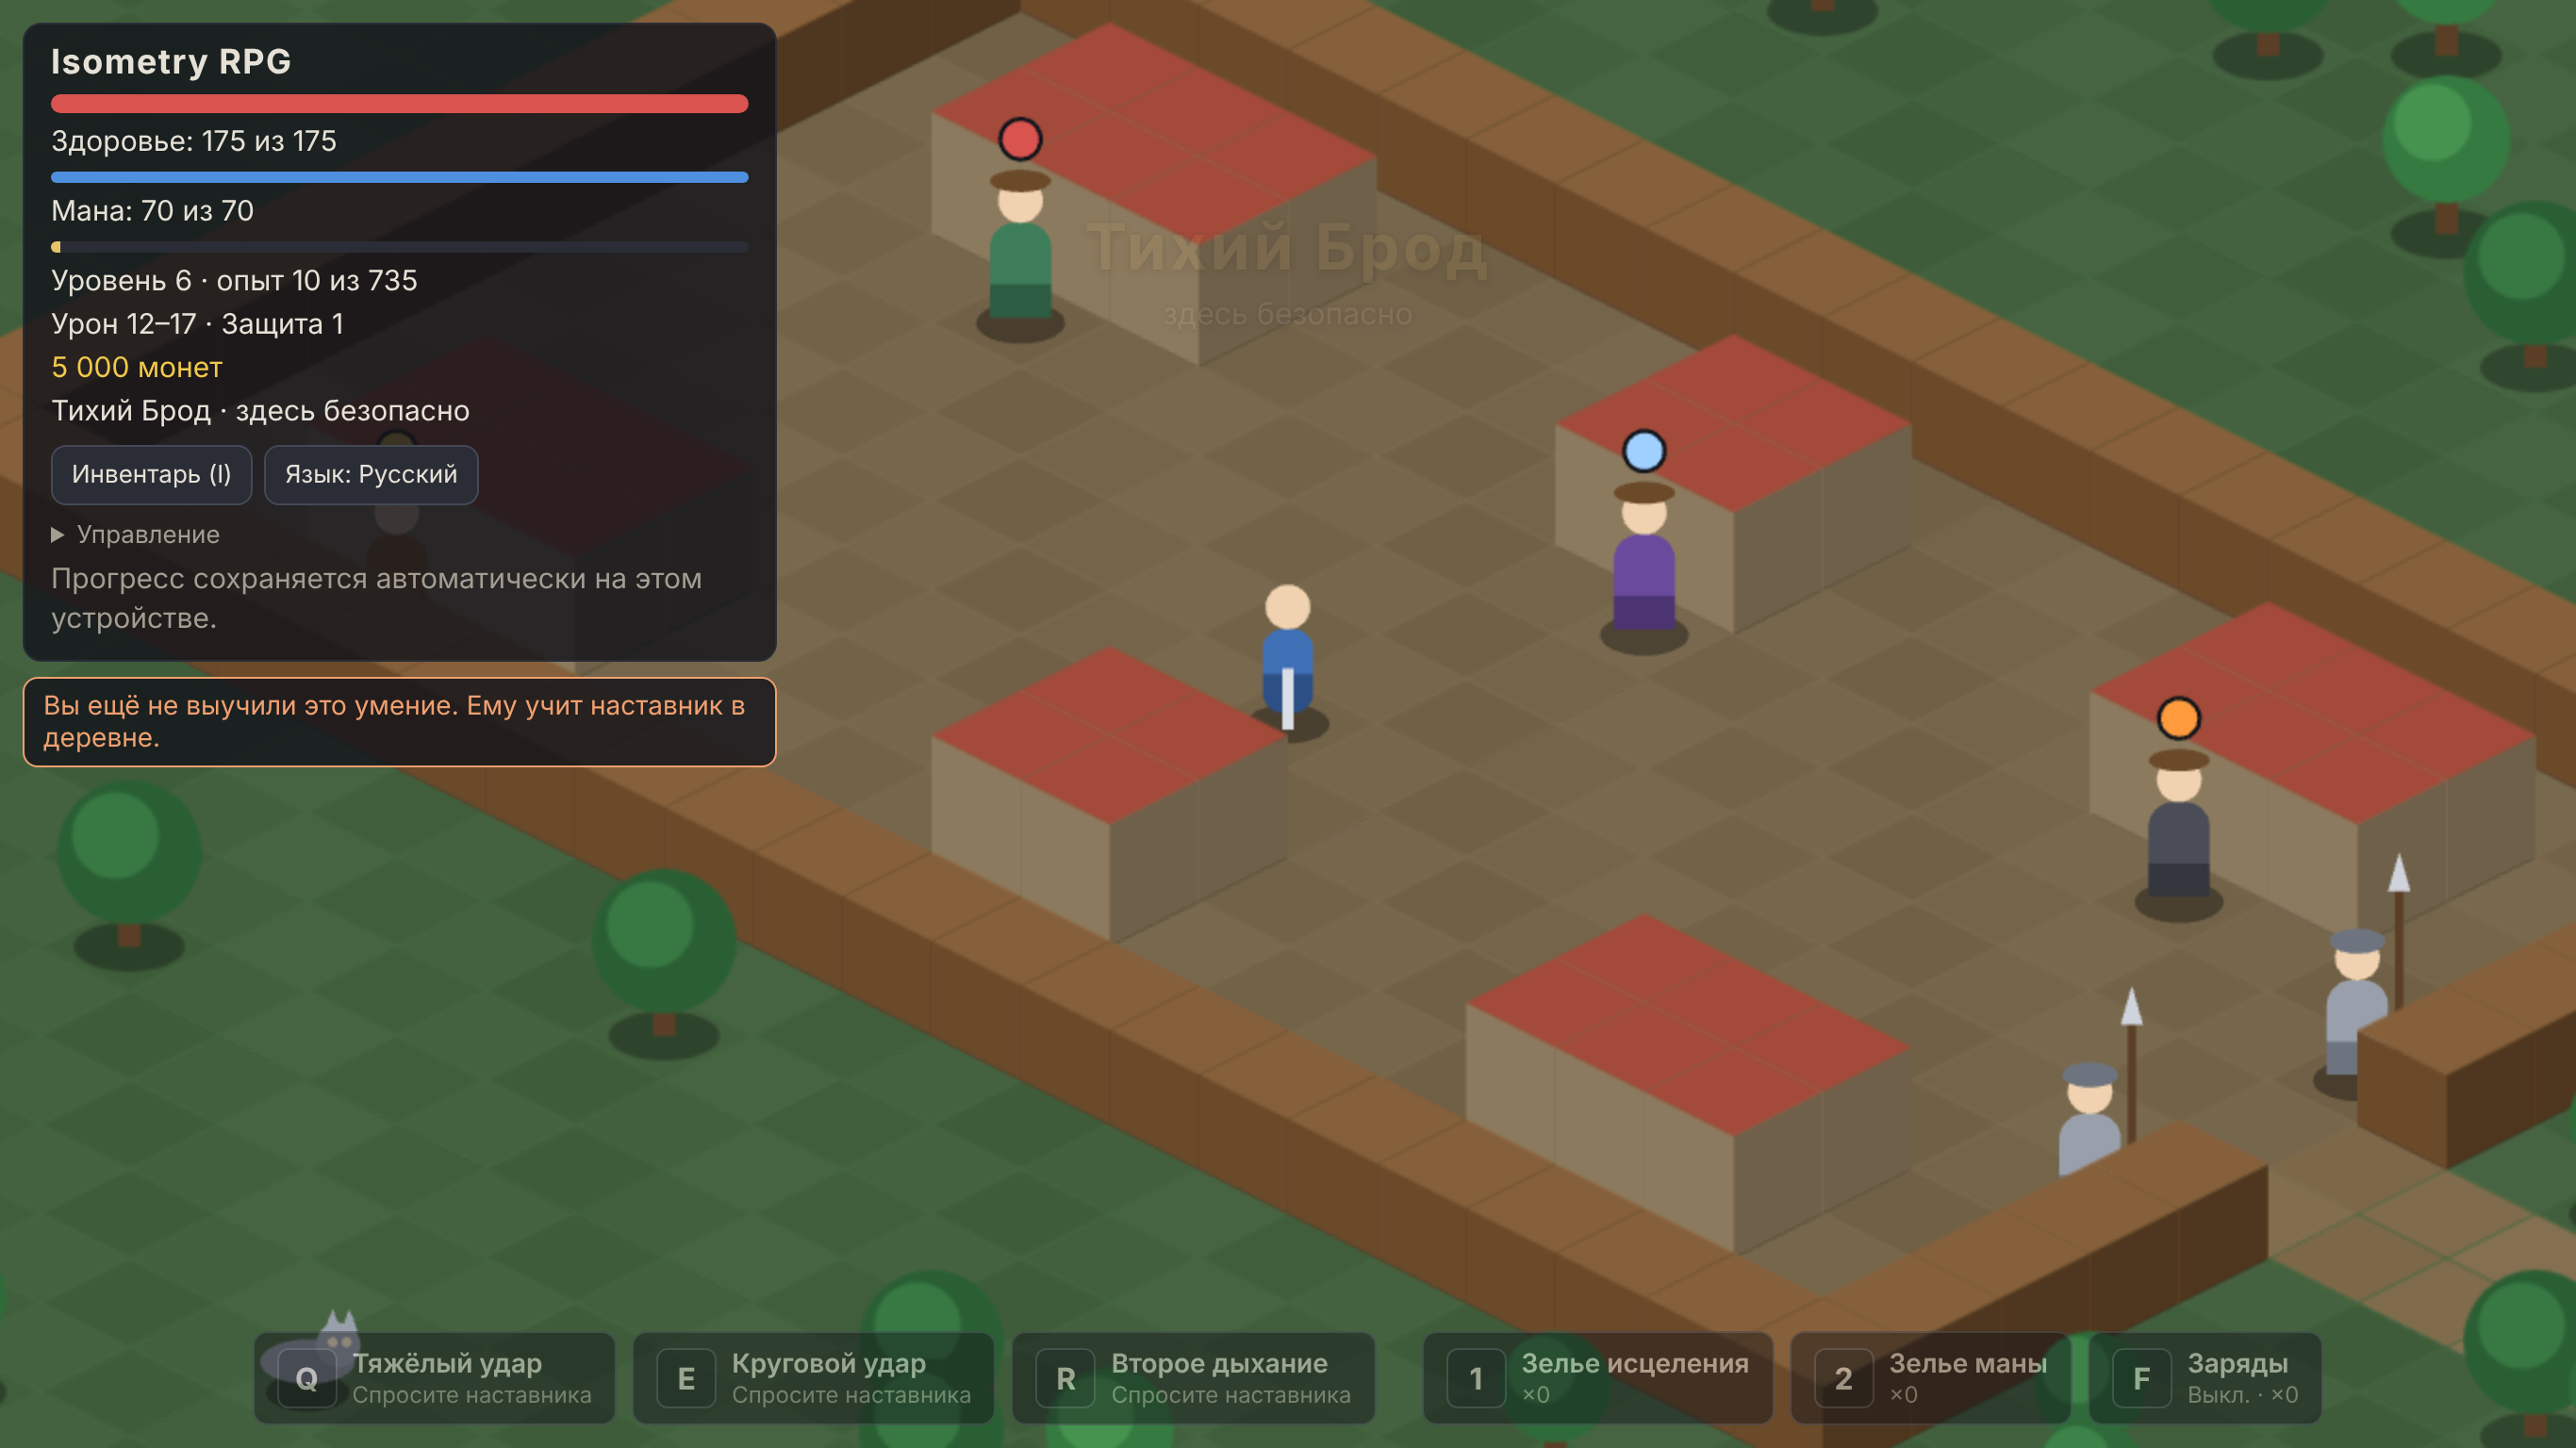 Isometry RPG
Здоровье: 175 из 175
Мана: 70 из 70
Уровень 6 · опыт 10 из 735
Урон 12–17 · Защита 1
5 000 монет
Тихий Брод · здесь безопасно
Инвентарь (I)
Язык: Русский
Управление
Прогресс сохраняется автоматически на этом
устройстве.
Вы ещё не выучили это умение. Ему учит наставник в
деревне.
Тихий Брод
здесь безопасно
Q
Тяжёлый удар
Спросите наставника
E
Круговой удар
Спросите наставника
R
Второе дыхание
Спросите наставника
1
Зелье исцеления
×0
2
Зелье маны
×0
F
Заряды
Выкл. · ×0